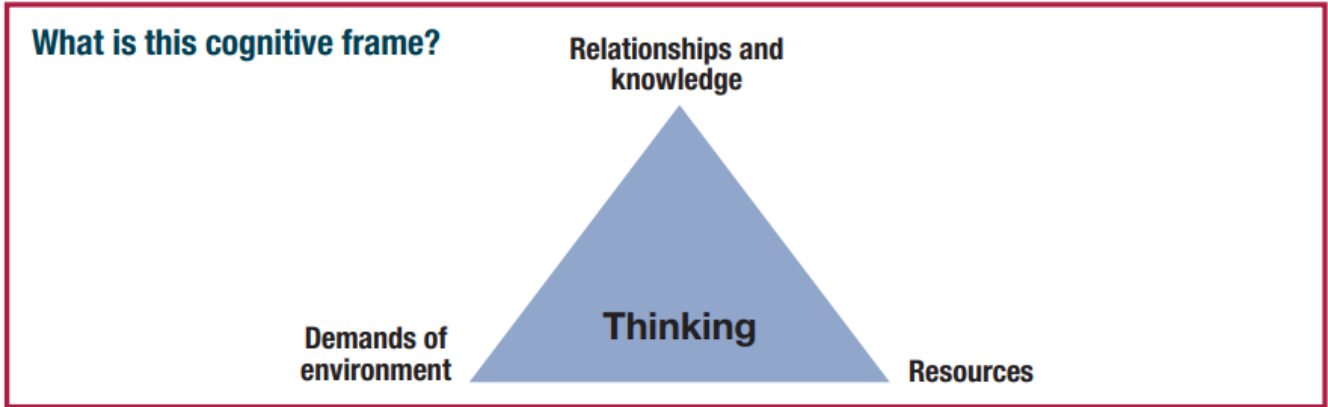 What is this cognitive frame?
Relationships and
knowledge
Thinking
Demands of
environment
Resources